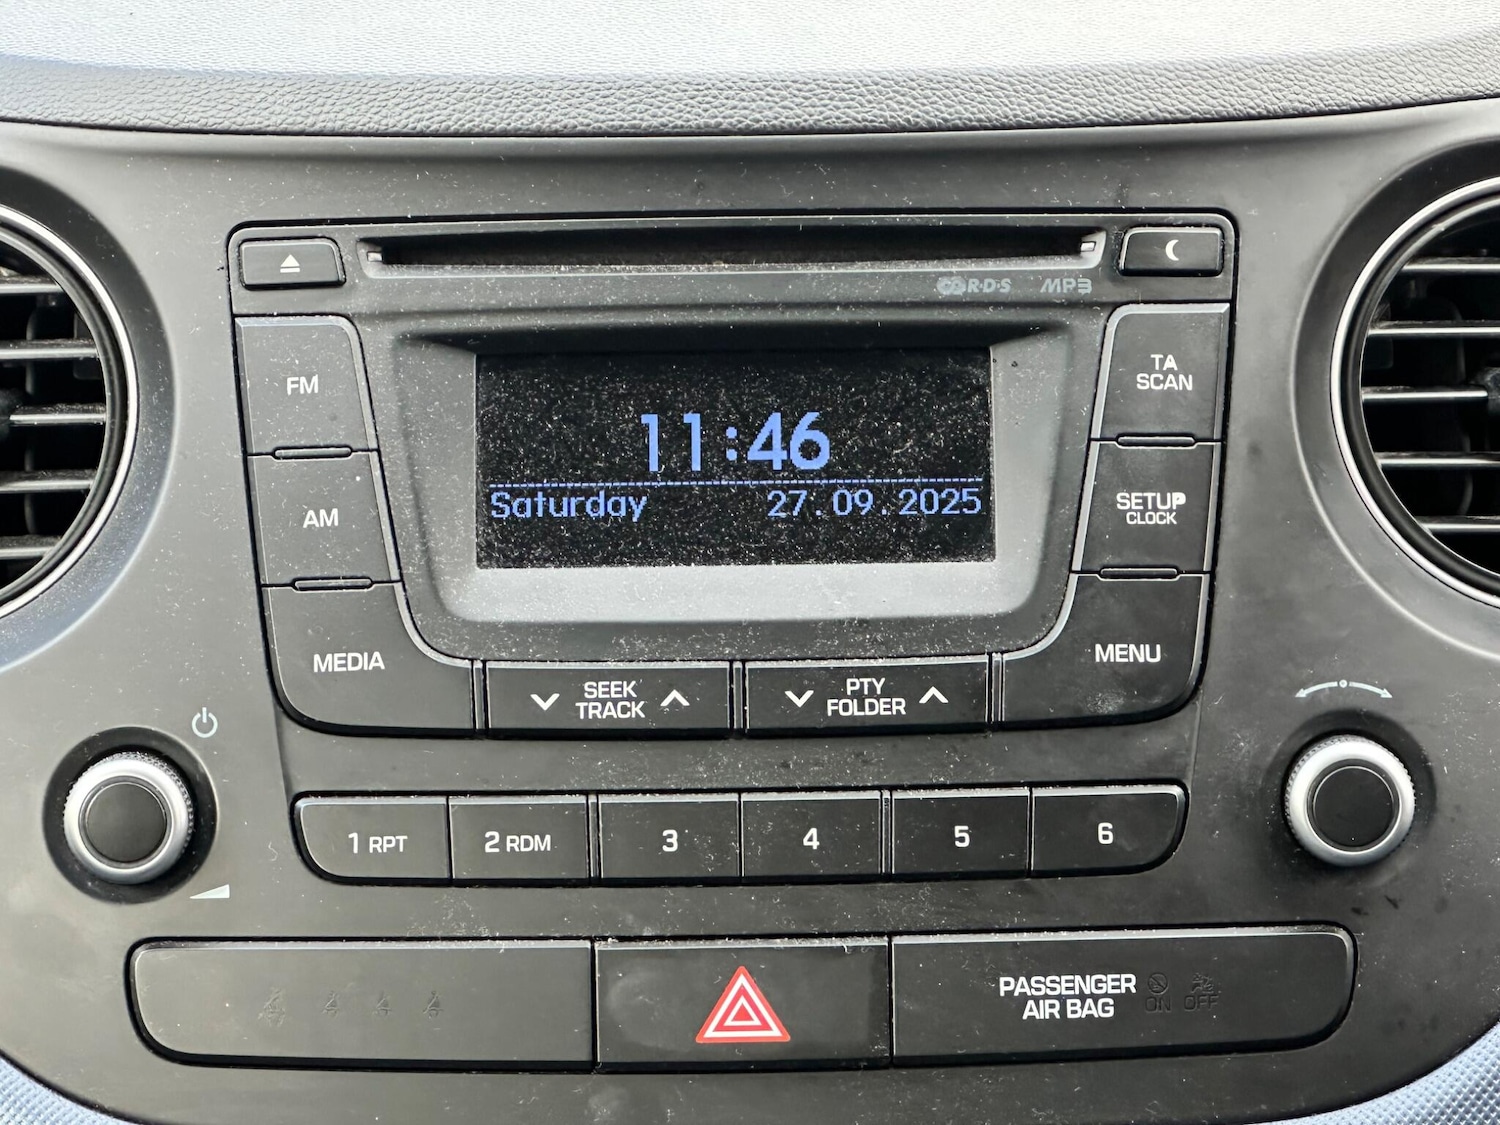 RDS MP3
FM
TA
SCAN
11:46
Saturday 27.09.2025
AM
SETUP
CLOCK
MEDIA
MENU
SEEK
TRACK
PTY
FOLDER
1 RPT
2 RDM
3
4
5
6
PASSENGER
AIR BAG
ON OFF